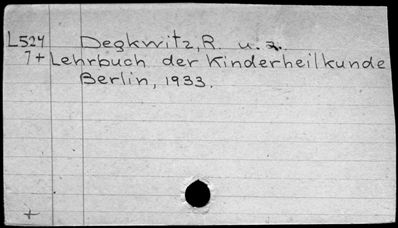 L524 Degkwitz, R. u. a.
7+ Lehrbuch der Kinderheilkunde
Berlin, 1933.
+